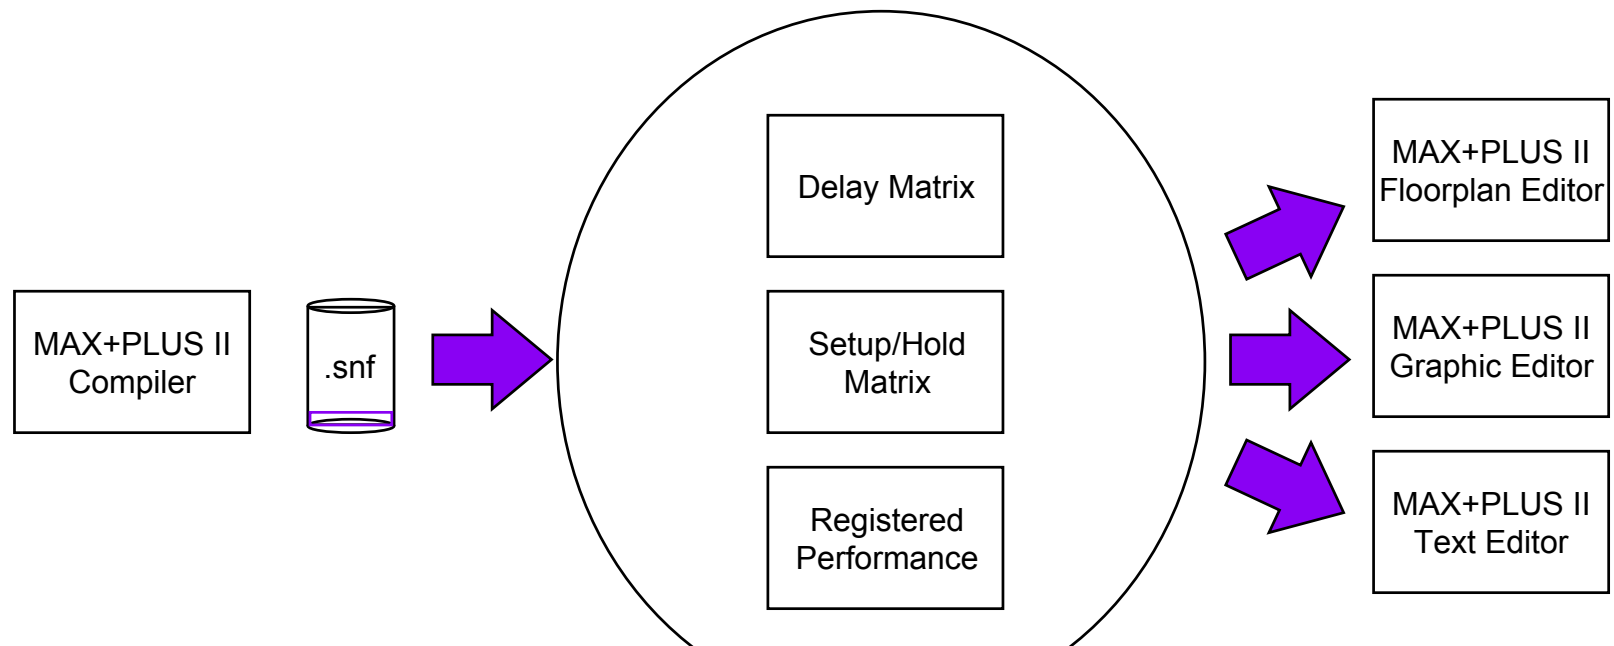 MAX+PLUS II
Compiler
.snf
Delay Matrix
Setup/Hold
Matrix
Registered
Performance
MAX+PLUS II
Floorplan Editor
MAX+PLUS II
Graphic Editor
MAX+PLUS II
Text Editor